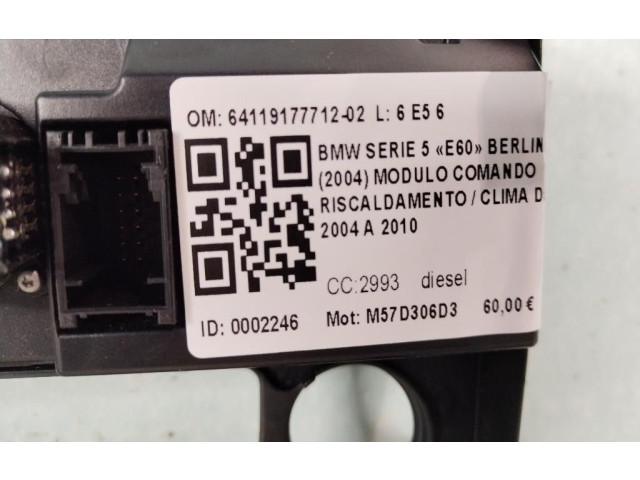 OM: 64119177712-02 L: 6 E5 6
BMW SERIE 5 «E60» BERLIN
(2004) MODULO COMANDO
RISCALDAMENTO / CLIMA D
2004 A 2010
CC:2993 diesel
ID: 0002246 Mot: M57D306D3 60,00 €